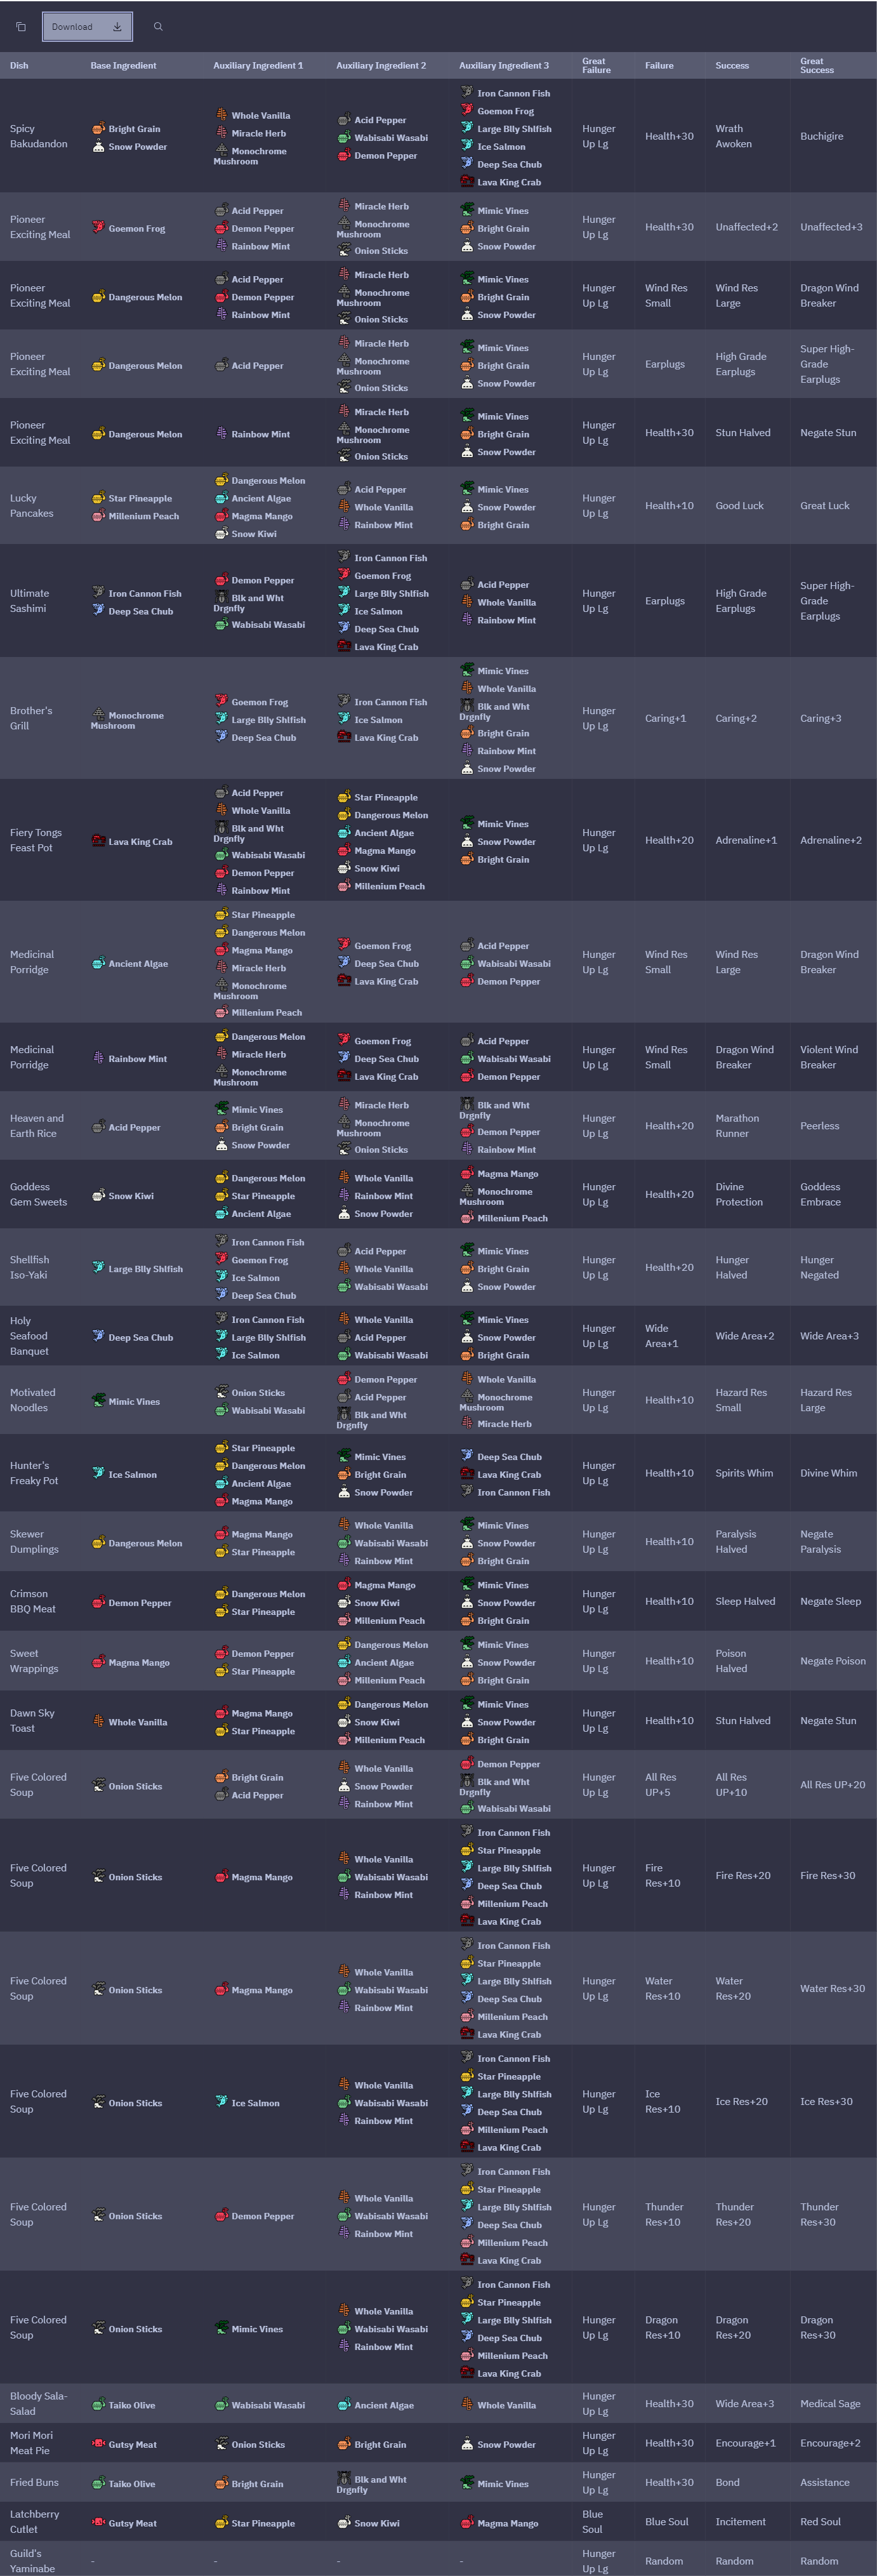 Download
Dish
Base Ingredient
Auxiliary Ingredient 1
Auxiliary Ingredient 2
Auxiliary Ingredient 3
Great
Failure
Failure
Success
Great
Success
Spicy
Bakudandon
Bright Grain
Snow Powder
Whole Vanilla
Miracle Herb
Monochrome
Mushroom
Acid Pepper
Wabisabi Wasabi
Demon Pepper
Iron Cannon Fish
Goemon Frog
Large Blly Shlfish
Ice Salmon
Deep Sea Chub
Lava King Crab
Hunger
Up Lg
Health+30
Wrath
Awoken
Buchigire
Pioneer
Exciting Meal
Goemon Frog
Acid Pepper
Demon Pepper
Rainbow Mint
Miracle Herb
Monochrome
Mushroom
Onion Sticks
Mimic Vines
Bright Grain
Snow Powder
Hunger
Up Lg
Health+30
Unaffected+2
Unaffected+3
Pioneer
Exciting Meal
Dangerous Melon
Acid Pepper
Demon Pepper
Rainbow Mint
Miracle Herb
Monochrome
Mushroom
Onion Sticks
Mimic Vines
Bright Grain
Snow Powder
Hunger
Up Lg
Wind Res
Small
Wind Res
Large
Dragon Wind
Breaker
Pioneer
Exciting Meal
Dangerous Melon
Acid Pepper
Miracle Herb
Monochrome
Mushroom
Onion Sticks
Mimic Vines
Bright Grain
Snow Powder
Hunger
Up Lg
Earplugs
High Grade
Earplugs
Super High-
Grade
Earplugs
Pioneer
Exciting Meal
Dangerous Melon
Rainbow Mint
Miracle Herb
Monochrome
Mushroom
Onion Sticks
Mimic Vines
Bright Grain
Snow Powder
Hunger
Up Lg
Health+30
Stun Halved
Negate Stun
Lucky
Pancakes
Star Pineapple
Millenium Peach
Dangerous Melon
Ancient Algae
Magma Mango
Snow Kiwi
Acid Pepper
Whole Vanilla
Rainbow Mint
Mimic Vines
Snow Powder
Bright Grain
Hunger
Up Lg
Health+10
Good Luck
Great Luck
Ultimate
Sashimi
Iron Cannon Fish
Deep Sea Chub
Demon Pepper
Blk and Wht
Drgnfly
Wabisabi Wasabi
Iron Cannon Fish
Goemon Frog
Large Blly Shlfish
Ice Salmon
Deep Sea Chub
Lava King Crab
Acid Pepper
Whole Vanilla
Rainbow Mint
Hunger
Up Lg
Earplugs
High Grade
Earplugs
Super High-
Grade
Earplugs
Brother's
Grill
Monochrome
Mushroom
Goemon Frog
Large Blly Shlfish
Deep Sea Chub
Iron Cannon Fish
Ice Salmon
Lava King Crab
Mimic Vines
Whole Vanilla
Blk and Wht
Drgnfly
Bright Grain
Rainbow Mint
Snow Powder
Hunger
Up Lg
Caring+1
Caring+2
Caring+3
Fiery Tongs
Feast Pot
Lava King Crab
Acid Pepper
Whole Vanilla
Blk and Wht
Drgnfly
Wabisabi Wasabi
Demon Pepper
Rainbow Mint
Star Pineapple
Dangerous Melon
Ancient Algae
Magma Mango
Snow Kiwi
Millenium Peach
Mimic Vines
Snow Powder
Bright Grain
Hunger
Up Lg
Health+20
Adrenaline+1
Adrenaline+2
Medicinal
Porridge
Ancient Algae
Star Pineapple
Dangerous Melon
Magma Mango
Miracle Herb
Monochrome
Mushroom
Millenium Peach
Goemon Frog
Deep Sea Chub
Lava King Crab
Acid Pepper
Wabisabi Wasabi
Demon Pepper
Hunger
Up Lg
Wind Res
Small
Wind Res
Large
Dragon Wind
Breaker
Medicinal
Porridge
Rainbow Mint
Dangerous Melon
Miracle Herb
Monochrome
Mushroom
Goemon Frog
Deep Sea Chub
Lava King Crab
Acid Pepper
Wabisabi Wasabi
Demon Pepper
Hunger
Up Lg
Wind Res
Small
Dragon Wind
Breaker
Violent Wind
Breaker
Heaven and
Earth Rice
Acid Pepper
Mimic Vines
Bright Grain
Snow Powder
Miracle Herb
Monochrome
Mushroom
Onion Sticks
Blk and Wht
Drgnfly
Demon Pepper
Rainbow Mint
Hunger
Up Lg
Health+20
Marathon
Runner
Peerless
Goddess
Gem Sweets
Snow Kiwi
Dangerous Melon
Star Pineapple
Ancient Algae
Whole Vanilla
Rainbow Mint
Snow Powder
Magma Mango
Monochrome
Mushroom
Millenium Peach
Hunger
Up Lg
Health+20
Divine
Protection
Goddess
Embrace
Shellfish
Iso-Yaki
Large Blly Shlfish
Iron Cannon Fish
Goemon Frog
Ice Salmon
Deep Sea Chub
Acid Pepper
Whole Vanilla
Wabisabi Wasabi
Mimic Vines
Bright Grain
Snow Powder
Hunger
Up Lg
Health+20
Hunger
Halved
Hunger
Negated
Holy
Seafood
Banquet
Deep Sea Chub
Iron Cannon Fish
Large Blly Shlfish
Ice Salmon
Whole Vanilla
Acid Pepper
Wabisabi Wasabi
Mimic Vines
Snow Powder
Bright Grain
Hunger
Up Lg
Wide
Area+1
Wide Area+2
Wide Area+3
Motivated
Noodles
Mimic Vines
Onion Sticks
Wabisabi Wasabi
Demon Pepper
Acid Pepper
Blk and Wht
Drgnfly
Whole Vanilla
Monochrome
Mushroom
Miracle Herb
Hunger
Up Lg
Health+10
Hazard Res
Small
Hazard Res
Large
Hunter's
Freaky Pot
Ice Salmon
Star Pineapple
Dangerous Melon
Ancient Algae
Magma Mango
Mimic Vines
Bright Grain
Snow Powder
Deep Sea Chub
Lava King Crab
Iron Cannon Fish
Hunger
Up Lg
Health+10
Spirits Whim
Divine Whim
Skewer
Dumplings
Dangerous Melon
Magma Mango
Star Pineapple
Whole Vanilla
Wabisabi Wasabi
Rainbow Mint
Mimic Vines
Snow Powder
Bright Grain
Hunger
Up Lg
Health+10
Paralysis
Halved
Negate
Paralysis
Crimson
BBQ Meat
Demon Pepper
Dangerous Melon
Star Pineapple
Magma Mango
Snow Kiwi
Millenium Peach
Mimic Vines
Snow Powder
Bright Grain
Hunger
Up Lg
Health+10
Sleep Halved
Negate Sleep
Sweet
Wrappings
Magma Mango
Demon Pepper
Star Pineapple
Dangerous Melon
Ancient Algae
Millenium Peach
Mimic Vines
Snow Powder
Bright Grain
Hunger
Up Lg
Health+10
Poison
Halved
Negate Poison
Dawn Sky
Toast
Whole Vanilla
Magma Mango
Star Pineapple
Dangerous Melon
Snow Kiwi
Millenium Peach
Mimic Vines
Snow Powder
Bright Grain
Hunger
Up Lg
Health+10
Stun Halved
Negate Stun
Five Colored
Soup
Onion Sticks
Bright Grain
Acid Pepper
Whole Vanilla
Snow Powder
Rainbow Mint
Demon Pepper
Blk and Wht
Drgnfly
Wabisabi Wasabi
Hunger
Up Lg
All Res
UP+5
All Res
UP+10
All Res UP+20
Five Colored
Soup
Onion Sticks
Magma Mango
Whole Vanilla
Wabisabi Wasabi
Rainbow Mint
Iron Cannon Fish
Star Pineapple
Large Blly Shlfish
Deep Sea Chub
Millenium Peach
Lava King Crab
Hunger
Up Lg
Fire
Res+10
Fire Res+20
Fire Res+30
Five Colored
Soup
Onion Sticks
Magma Mango
Whole Vanilla
Wabisabi Wasabi
Rainbow Mint
Iron Cannon Fish
Star Pineapple
Large Blly Shlfish
Deep Sea Chub
Millenium Peach
Lava King Crab
Hunger
Up Lg
Water
Res+10
Water
Res+20
Water Res+30
Five Colored
Soup
Onion Sticks
Ice Salmon
Whole Vanilla
Wabisabi Wasabi
Rainbow Mint
Iron Cannon Fish
Star Pineapple
Large Blly Shlfish
Deep Sea Chub
Millenium Peach
Lava King Crab
Hunger
Up Lg
Ice
Res+10
Ice Res+20
Ice Res+30
Five Colored
Soup
Onion Sticks
Demon Pepper
Whole Vanilla
Wabisabi Wasabi
Rainbow Mint
Iron Cannon Fish
Star Pineapple
Large Blly Shlfish
Deep Sea Chub
Millenium Peach
Lava King Crab
Hunger
Up Lg
Thunder
Res+10
Thunder
Res+20
Thunder
Res+30
Five Colored
Soup
Onion Sticks
Mimic Vines
Whole Vanilla
Wabisabi Wasabi
Rainbow Mint
Iron Cannon Fish
Star Pineapple
Large Blly Shlfish
Deep Sea Chub
Millenium Peach
Lava King Crab
Hunger
Up Lg
Dragon
Res+10
Dragon
Res+20
Dragon
Res+30
Bloody Sala-
Salad
Taiko Olive
Wabisabi Wasabi
Ancient Algae
Whole Vanilla
Hunger
Up Lg
Health+30
Wide Area+3
Medical Sage
Mori Mori
Meat Pie
Gutsy Meat
Onion Sticks
Bright Grain
Snow Powder
Hunger
Up Lg
Health+30
Encourage+1
Encourage+2
Fried Buns
Taiko Olive
Bright Grain
Blk and Wht
Drgnfly
Mimic Vines
Hunger
Up Lg
Health+30
Bond
Assistance
Latchberry
Cutlet
Gutsy Meat
Star Pineapple
Snow Kiwi
Magma Mango
Blue
Soul
Blue Soul
Incitement
Red Soul
Guild's
Yaminabe
-
-
-
-
Hunger
Up Lg
Random
Random
Random